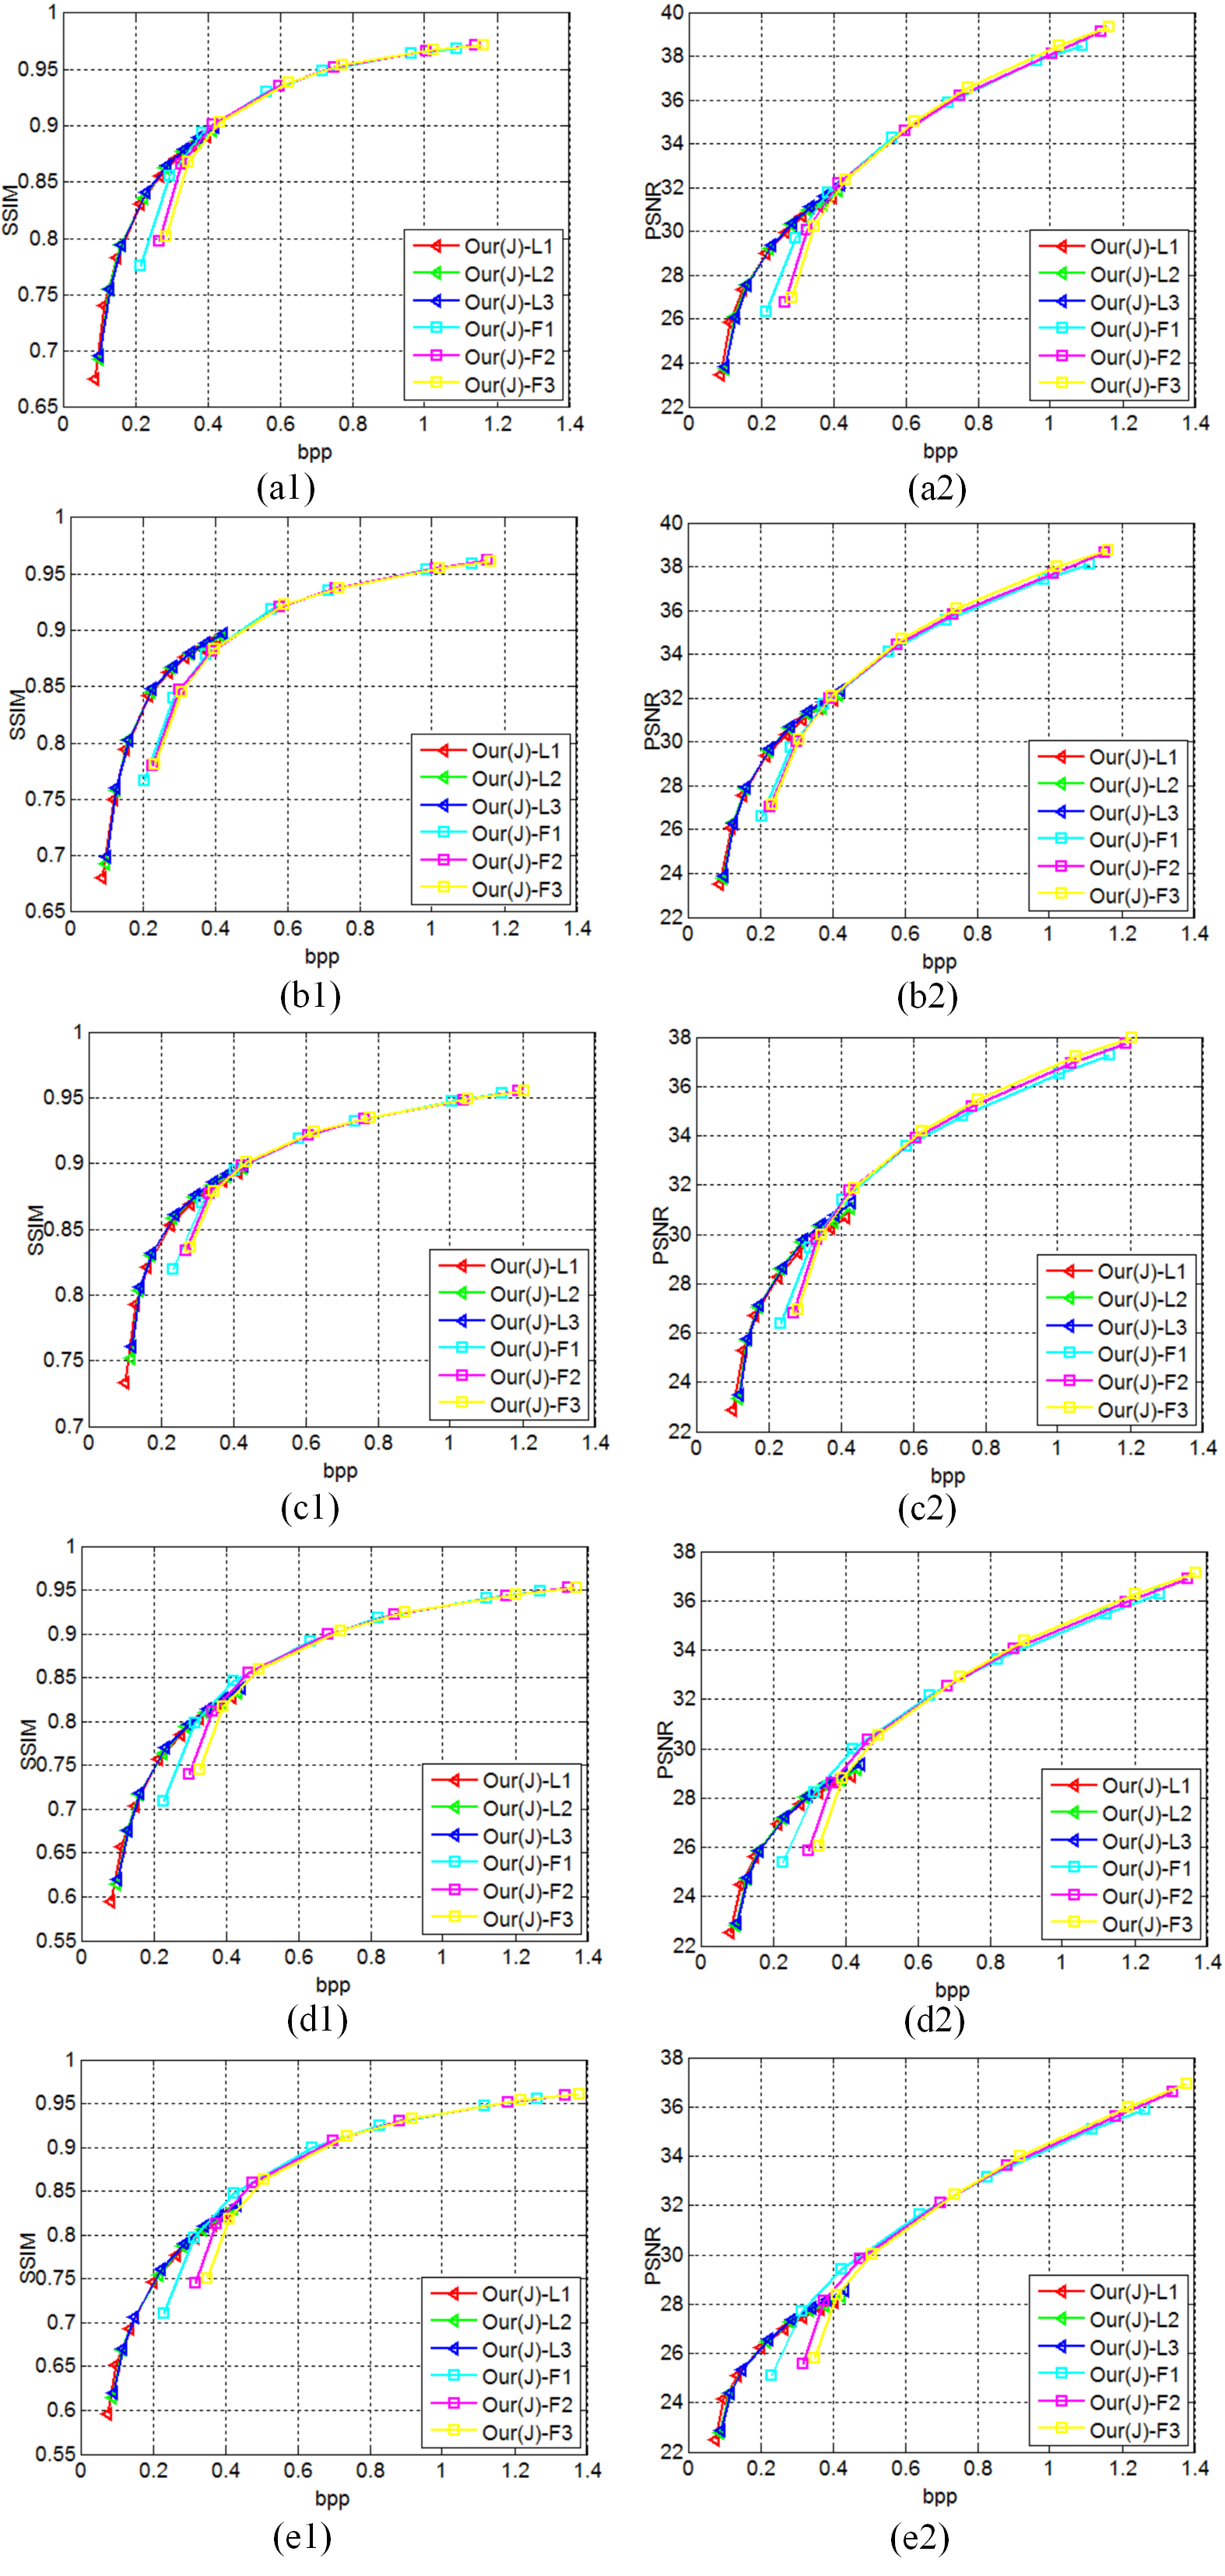 1
0.95
0.9
0.85
0.8
0.75
0.7
0.65
SSIM
Our(J)-L1
Our(J)-L2
Our(J)-L3
Our(J)-F1
Our(J)-F2
Our(J)-F3
0 0.2 0.4 0.6 0.8 1 1.2 1.4
bpp
(a1)
40
38
36
34
32
30
28
26
24
22
PSNR
Our(J)-L1
Our(J)-L2
Our(J)-L3
Our(J)-F1
Our(J)-F2
Our(J)-F3
0 0.2 0.4 0.6 0.8 1 1.2 1.4
bpp
(a2)
1
0.95
0.9
0.85
0.8
0.75
0.7
0.65
SSIM
Our(J)-L1
Our(J)-L2
Our(J)-L3
Our(J)-F1
Our(J)-F2
Our(J)-F3
0 0.2 0.4 0.6 0.8 1 1.2 1.4
bpp
(b1)
40
38
36
34
32
30
28
26
24
22
PSNR
Our(J)-L1
Our(J)-L2
Our(J)-L3
Our(J)-F1
Our(J)-F2
Our(J)-F3
0 0.2 0.4 0.6 0.8 1 1.2 1.4
bpp
(b2)
1
0.95
0.9
0.85
0.8
0.75
0.7
SSIM
Our(J)-L1
Our(J)-L2
Our(J)-L3
Our(J)-F1
Our(J)-F2
Our(J)-F3
0 0.2 0.4 0.6 0.8 1 1.2 1.4
bpp
(c1)
38
36
34
32
30
28
26
24
22
PSNR
Our(J)-L1
Our(J)-L2
Our(J)-L3
Our(J)-F1
Our(J)-F2
Our(J)-F3
0 0.2 0.4 0.6 0.8 1 1.2 1.4
bpp
(c2)
1
0.95
0.9
0.85
0.8
0.75
0.7
0.65
0.6
0.55
SSIM
Our(J)-L1
Our(J)-L2
Our(J)-L3
Our(J)-F1
Our(J)-F2
Our(J)-F3
0 0.2 0.4 0.6 0.8 1 1.2 1.4
bpp
(d1)
38
36
34
32
30
28
26
24
22
PSNR
Our(J)-L1
Our(J)-L2
Our(J)-L3
Our(J)-F1
Our(J)-F2
Our(J)-F3
0 0.2 0.4 0.6 0.8 1 1.2 1.4
bpp
(d2)
1
0.95
0.9
0.85
0.8
0.75
0.7
0.65
0.6
0.55
SSIM
Our(J)-L1
Our(J)-L2
Our(J)-L3
Our(J)-F1
Our(J)-F2
Our(J)-F3
0 0.2 0.4 0.6 0.8 1 1.2 1.4
bpp
(e1)
38
36
34
32
30
28
26
24
22
PSNR
Our(J)-L1
Our(J)-L2
Our(J)-L3
Our(J)-F1
Our(J)-F2
Our(J)-F3
0 0.2 0.4 0.6 0.8 1 1.2 1.4
bpp
(e2)